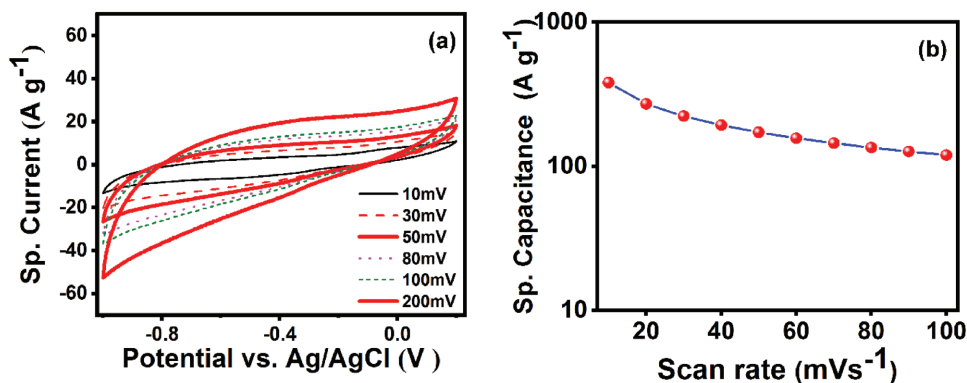 (a)
Sp. Current (A g⁻¹)
60
40
20
0
-20
-40
-60
10mV
30mV
50mV
80mV
100mV
200mV
-0.8
-0.4
0.0
Potential vs. Ag/AgCl (V )
(b)
Sp. Capacitance (A g⁻¹)
1000
100
10
20
40
60
80
100
Scan rate (mVs⁻¹)